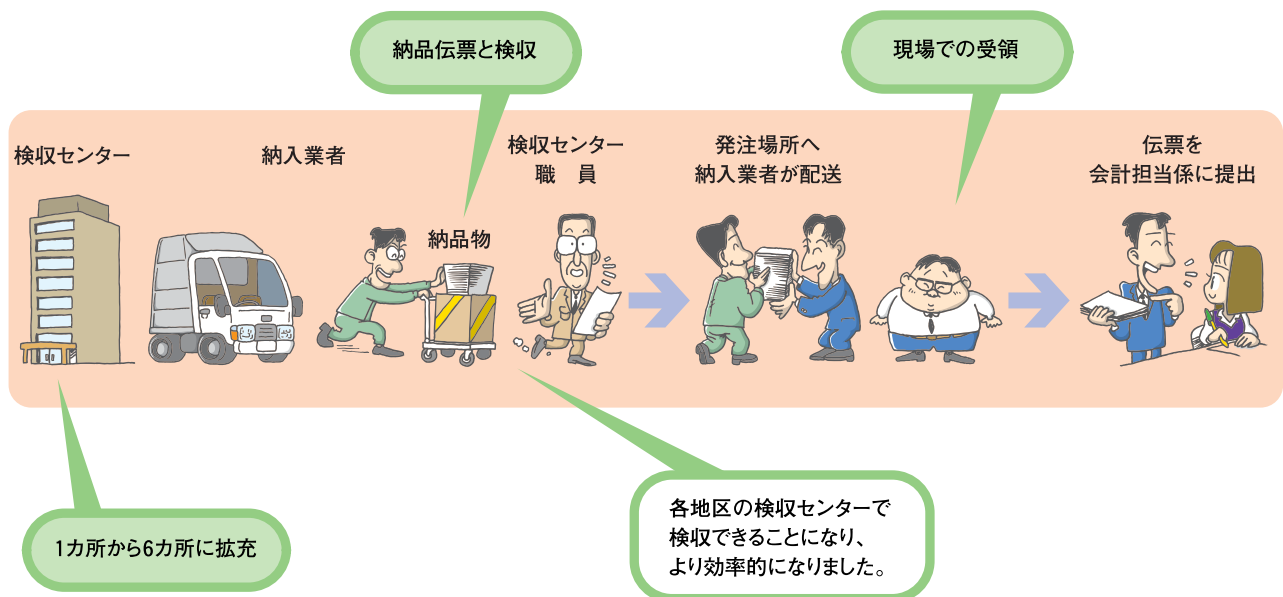 納品伝票と検収
現場での受領
検収センター
納入業者
検収センター
職　員
発注場所へ
納入業者が配送
伝票を
会計担当係に提出
納品物
1カ所から6カ所に拡充
各地区の検収センターで
検収できることになり、
より効率的になりました。